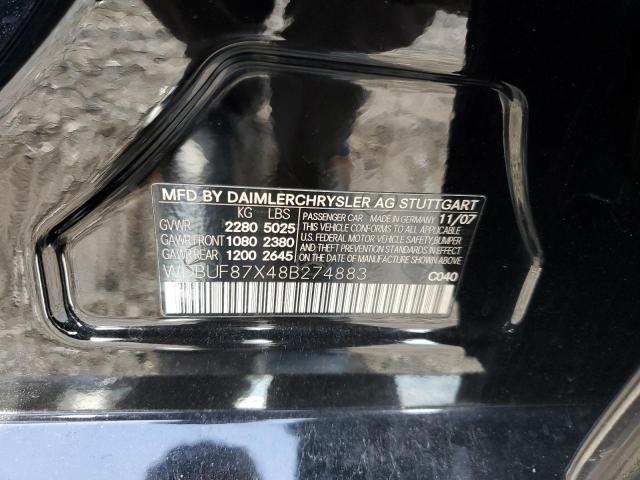 MFD BY DAIMLERCHRYSLER AG STUTTGART
KG LBS
GVWR 2280 5025
GAWR FRONT 1080 2380
GAWR REAR 1200 2645
PASSENGER CAR MADE IN GERMANY 11/07
THIS VEHICLE CONFORMS TO ALL APPLICABLE
U.S. FEDERAL MOTOR VEHICLE SAFETY,BUMPER
AND THEFT PREVENTION STANDARDS IN EFFECT
ON THE DATE OF MANUFACTURE SHOWN ABOVE
WDBUF87X48B274883
C040